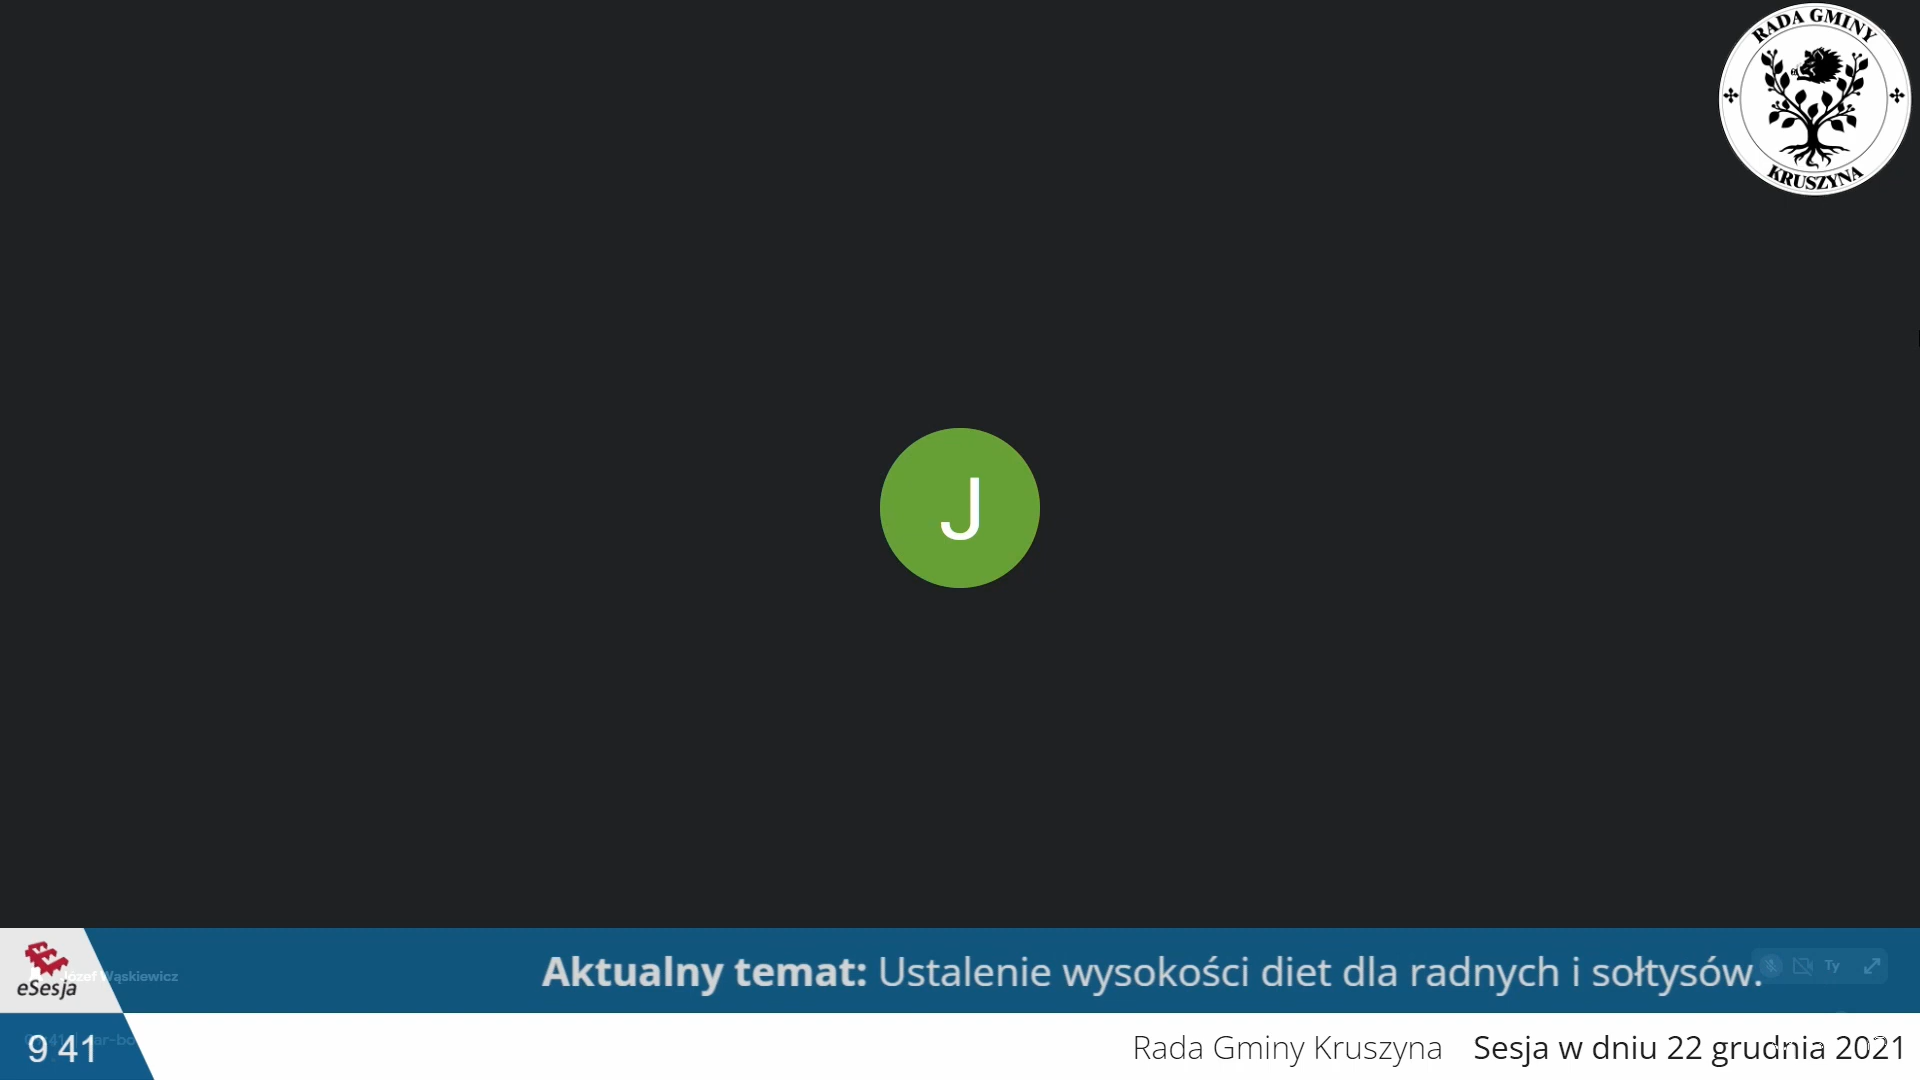 RADA GMINY
KRUSZYNA
J
Józef Wąskiewicz
eSesja
Aktualny temat: Ustalenie wysokości diet dla radnych i sołtysów.
Ty
9 41
Rada Gminy Kruszyna Sesja w dniu 22 grudnia 2021